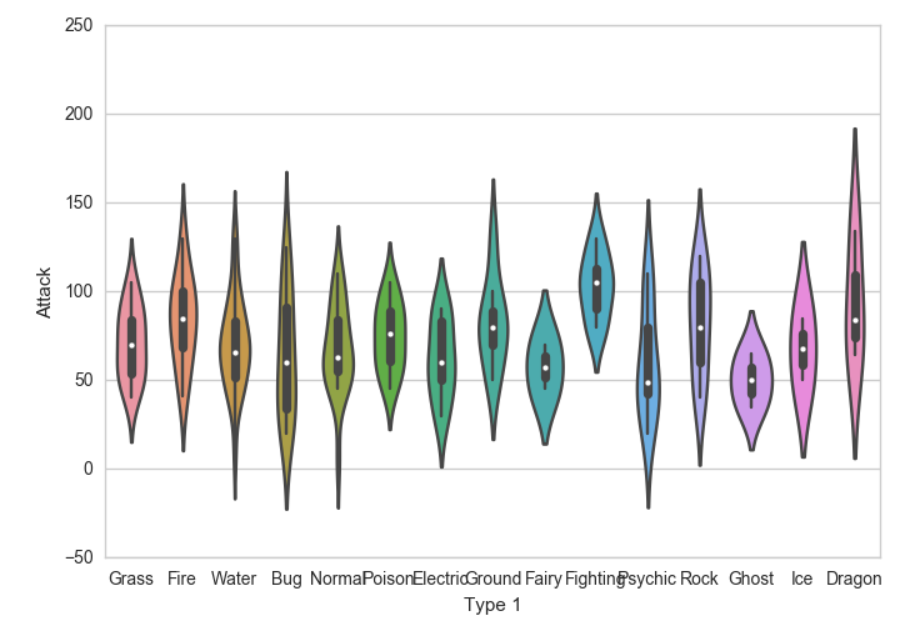 250
200
150
100
50
0
−50
Attack
Grass Fire Water Bug Normal Poison Electric Ground Fairy Fighting Psychic Rock Ghost Ice Dragon
Type 1